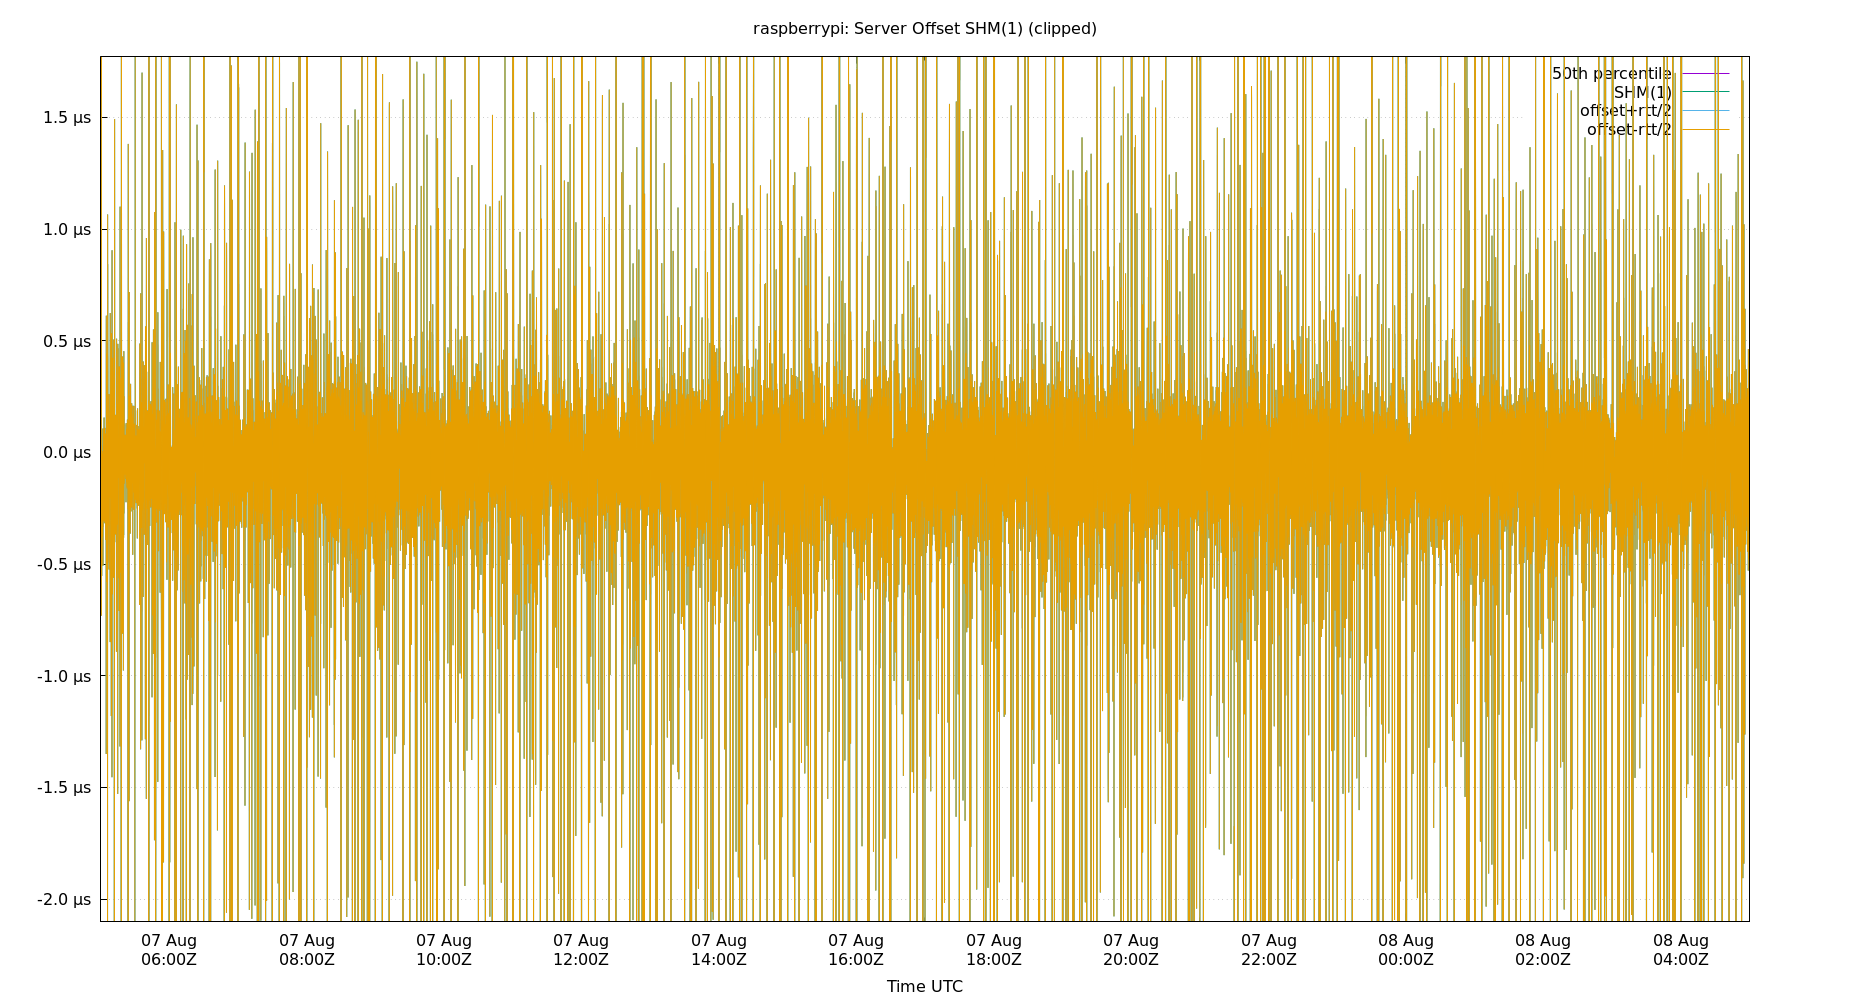 raspberrypi: Server Offset SHM(1) (clipped)
50th percentile
SHM(1)
offset+rtt/2
offset-rtt/2
1.5 µs
1.0 µs
0.5 µs
0.0 µs
-0.5 µs
-1.0 µs
-1.5 µs
-2.0 µs
07 Aug 07 Aug 07 Aug 07 Aug 07 Aug 07 Aug 07 Aug 07 Aug 07 Aug 08 Aug 08 Aug 08 Aug
06:00Z 08:00Z 10:00Z 12:00Z 14:00Z 16:00Z 18:00Z 20:00Z 22:00Z 00:00Z 02:00Z 04:00Z
Time UTC